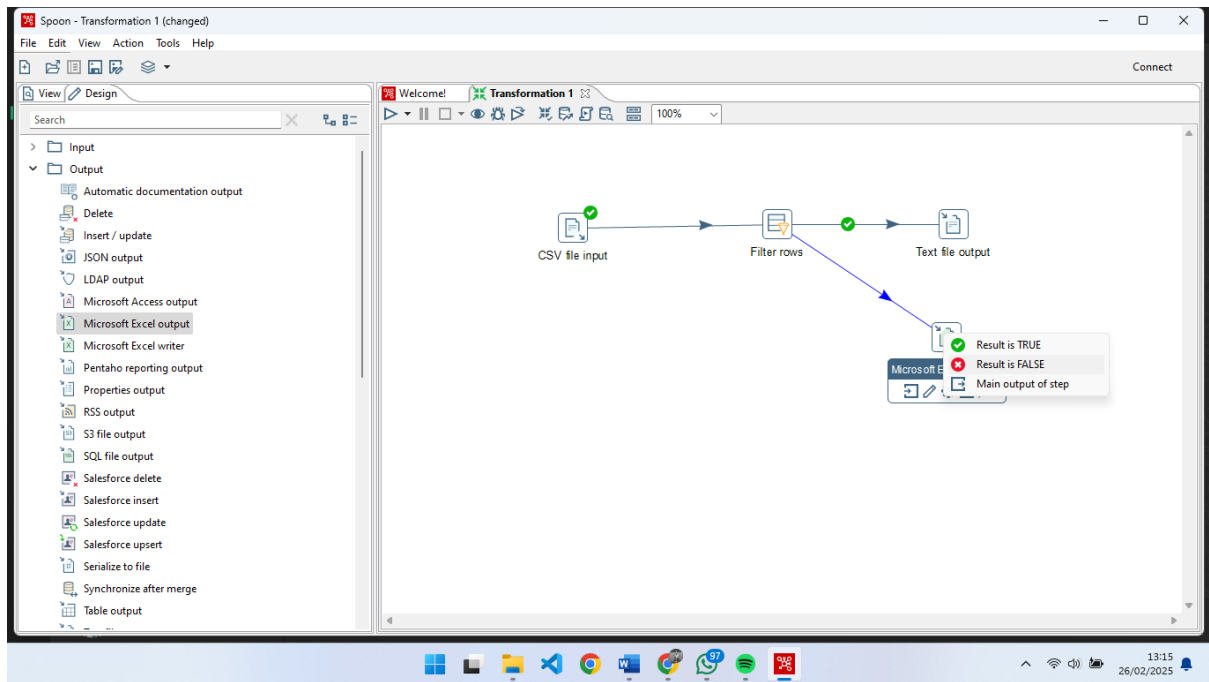 Spoon - Transformation 1 (changed)
File Edit View Action Tools Help
Connect
View Design
Welcome! Transformation 1
Search
100%
Input
Output
Automatic documentation output
Delete
Insert / update
JSON output
LDAP output
Microsoft Access output
Microsoft Excel output
Microsoft Excel writer
Pentaho reporting output
Properties output
RSS output
S3 file output
SQL file output
Salesforce delete
Salesforce insert
Salesforce update
Salesforce upsert
Serialize to file
Synchronize after merge
Table output
CSV file input
Filter rows
Text file output
Microsoft E
Result is TRUE
Result is FALSE
Main output of step
97
13:15
26/02/2025